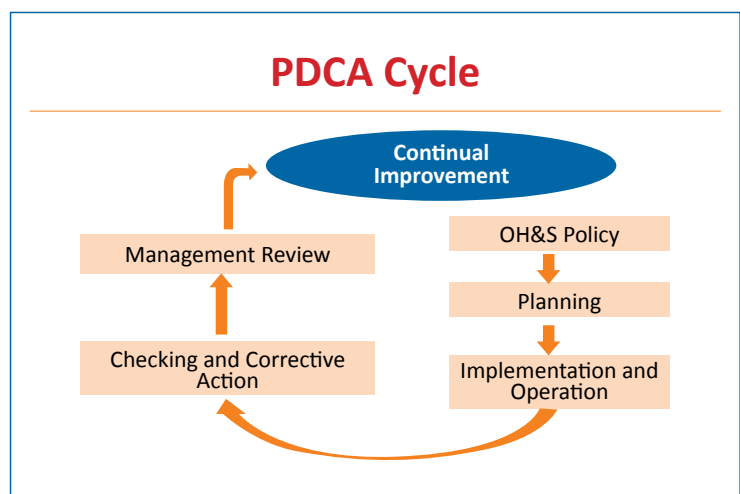 PDCA Cycle
Continual
Improvement
OH&S Policy
Management Review
Planning
Checking and Corrective
Action
Implementation and
Operation